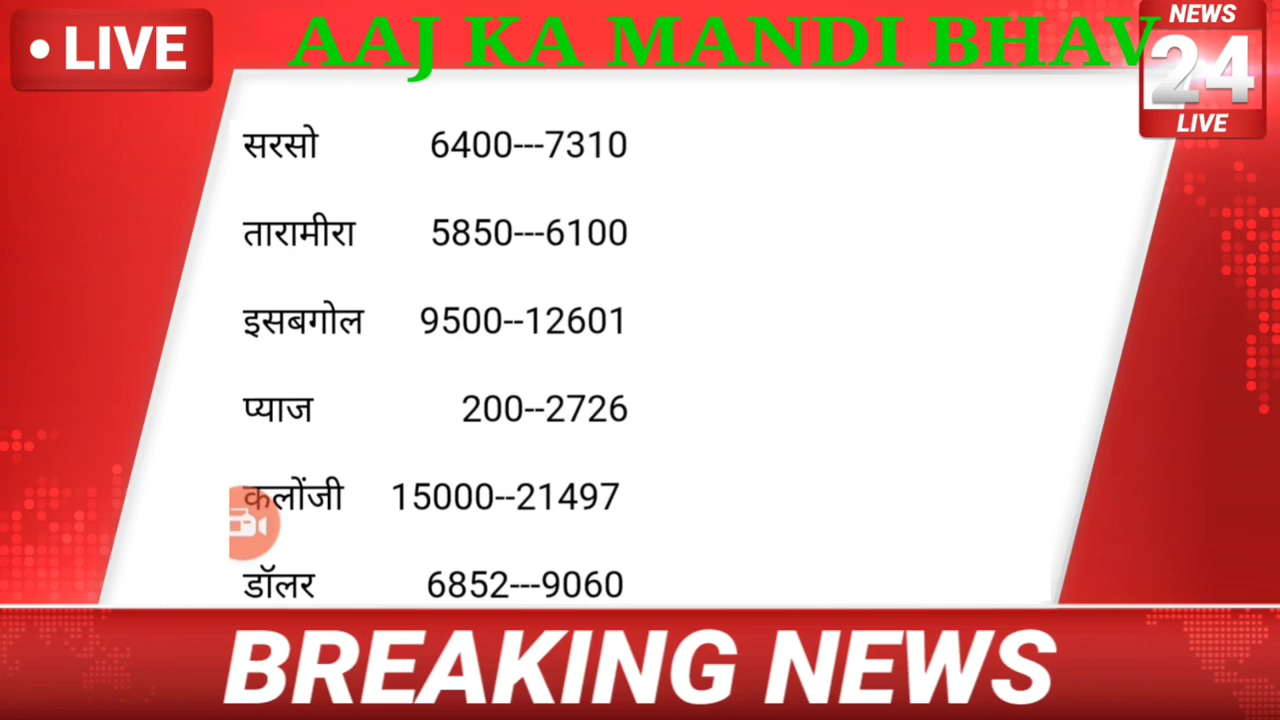 • LIVE
AAJ KA MANDI BHAV
NEWS
24
LIVE
सरसो 6400---7310
तारामीरा 5850---6100
इसबगोल 9500--12601
प्याज 200--2726
कलोंजी 15000--21497
डॉलर 6852---9060
BREAKING NEWS